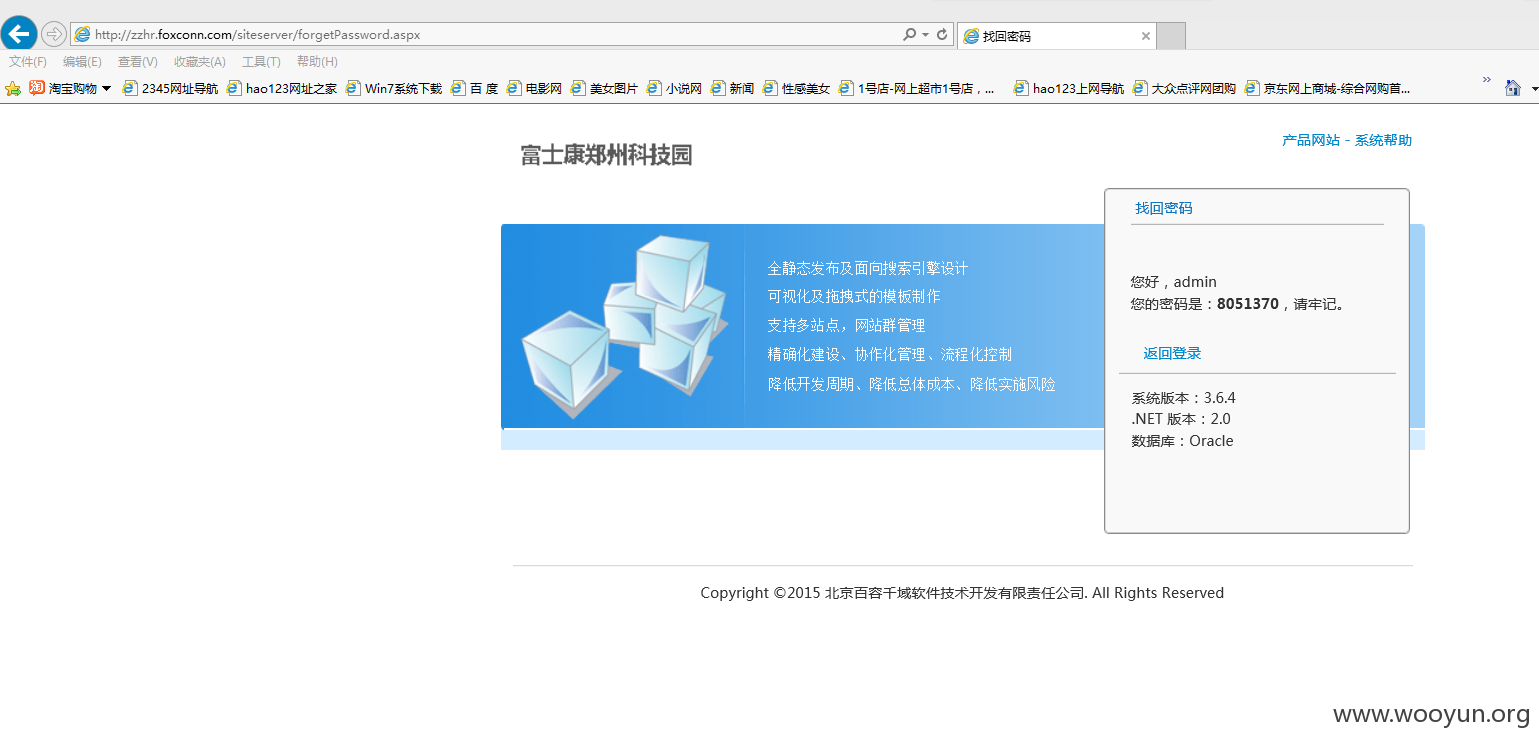 http://zzhr.foxconn.com/siteserver/forgetPassword.aspx
找回密码
文件(F) 编辑(E) 查看(V) 收藏夹(A) 工具(T) 帮助(H)
淘宝购物 2345网址导航 hao123网址之家 Win7系统下载 百 度 电影网 美女图片 小说网 新闻 性感美女 1号店-网上超市1号店，... hao123上网导航 大众点评网团购 京东网上商城-综合网购首...
产品网站 - 系统帮助
富士康郑州科技园
找回密码
全静态发布及面向搜索引擎设计
可视化及拖拽式的模板制作
支持多站点，网站群管理
精确化建设、协作化管理、流程化控制
降低开发周期、降低总体成本、降低实施风险
您好，admin
您的密码是：8051370，请牢记。
返回登录
系统版本：3.6.4
.NET 版本：2.0
数据库：Oracle
Copyright ©2015 北京百容千域软件技术开发有限责任公司. All Rights Reserved
www.wooyun.org